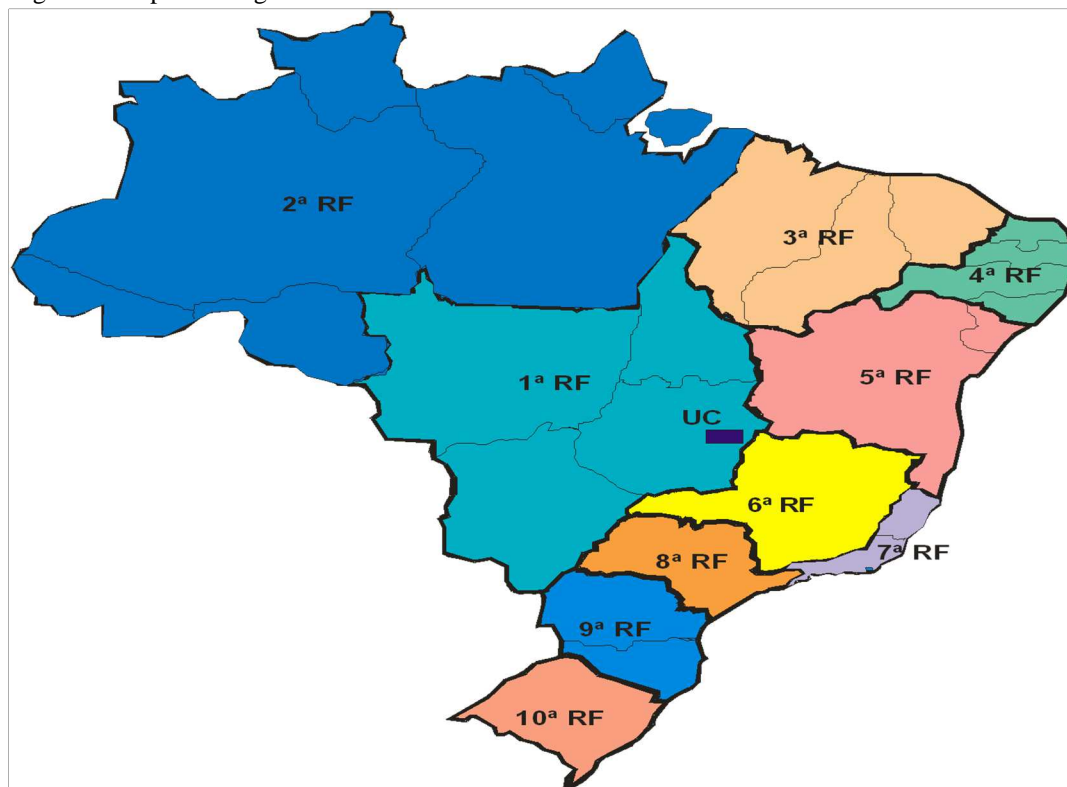 2ª RF
3ª RF
4ª RF
1ª RF
5ª RF
UC
6ª RF
7ª RF
8ª RF
9ª RF
10ª RF